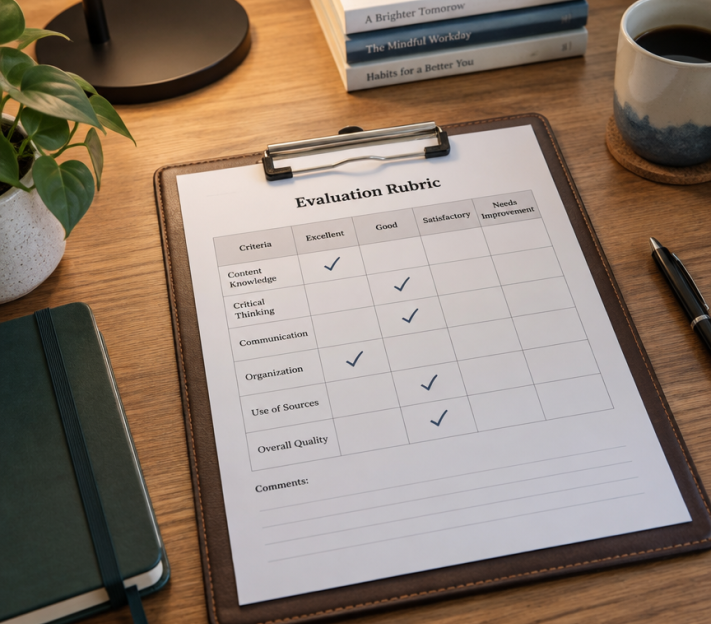 A Brighter Tomorow
The Mindful Workday
Habits for a Better You
Evaluation Rubric
Criteria Excellent Good Satisfactory Needs Improvement
Content Knowledge ✓
Critical Thinking ✓
Communication ✓
Organization ✓
Use of Sources ✓
Overall Quality ✓
Comments: